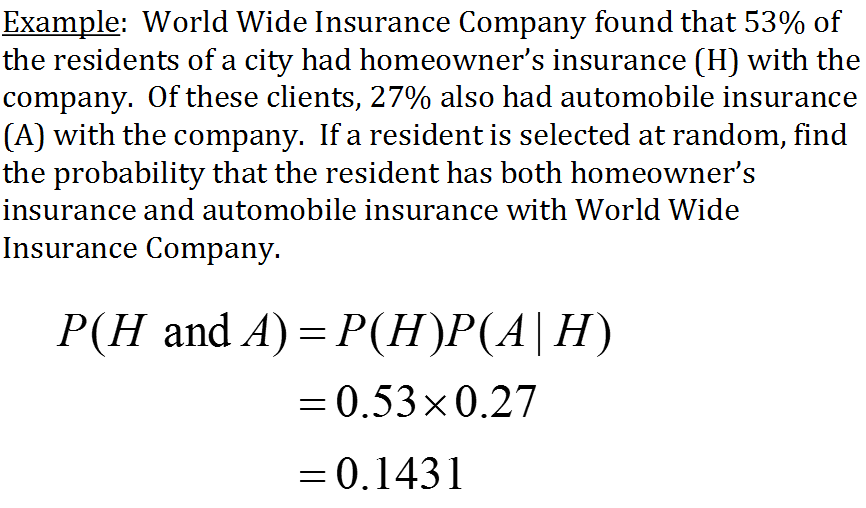 Example: World Wide Insurance Company found that 53% of
the residents of a city had homeowner’s insurance (H) with the
company. Of these clients, 27% also had automobile insurance
(A) with the company. If a resident is selected at random, find
the probability that the resident has both homeowner’s
insurance and automobile insurance with World Wide
Insurance Company.
P(H and A) = P(H)P(A | H)
= 0.53 × 0.27
= 0.1431